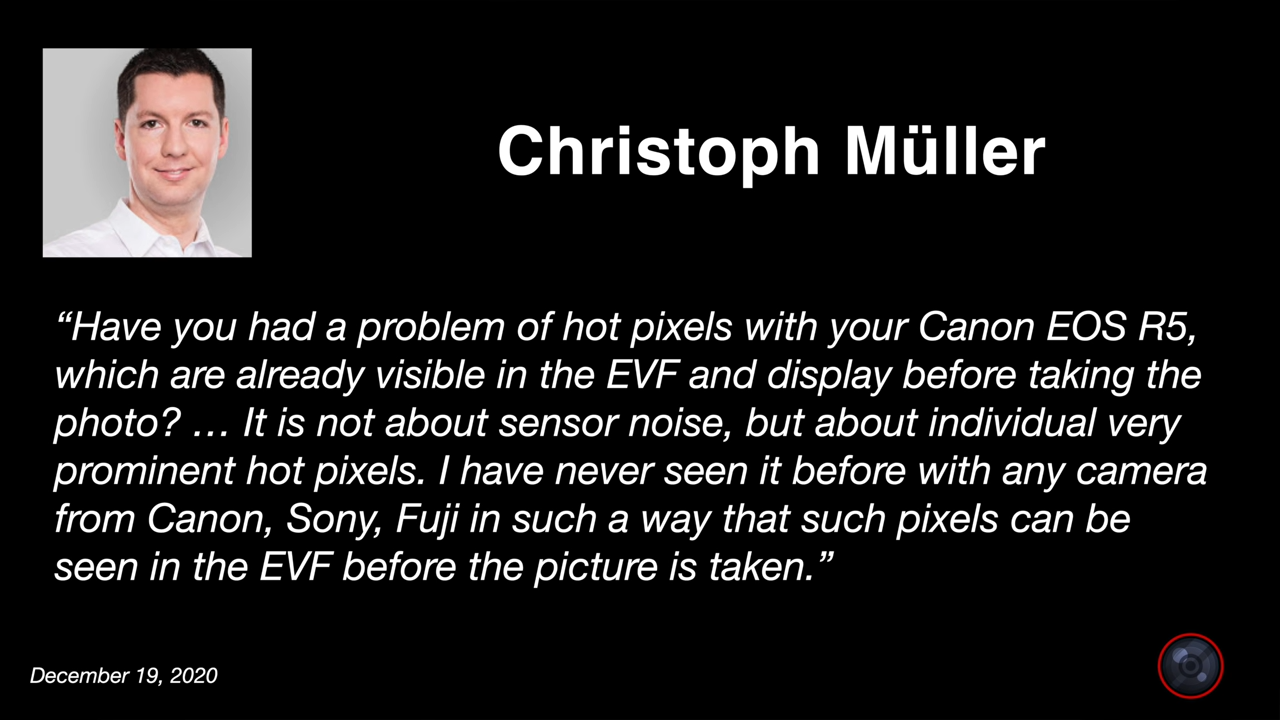 Christoph Müller
“Have you had a problem of hot pixels with your Canon EOS R5,
which are already visible in the EVF and display before taking the
photo? … It is not about sensor noise, but about individual very
prominent hot pixels. I have never seen it before with any camera
from Canon, Sony, Fuji in such a way that such pixels can be
seen in the EVF before the picture is taken.”
December 19, 2020